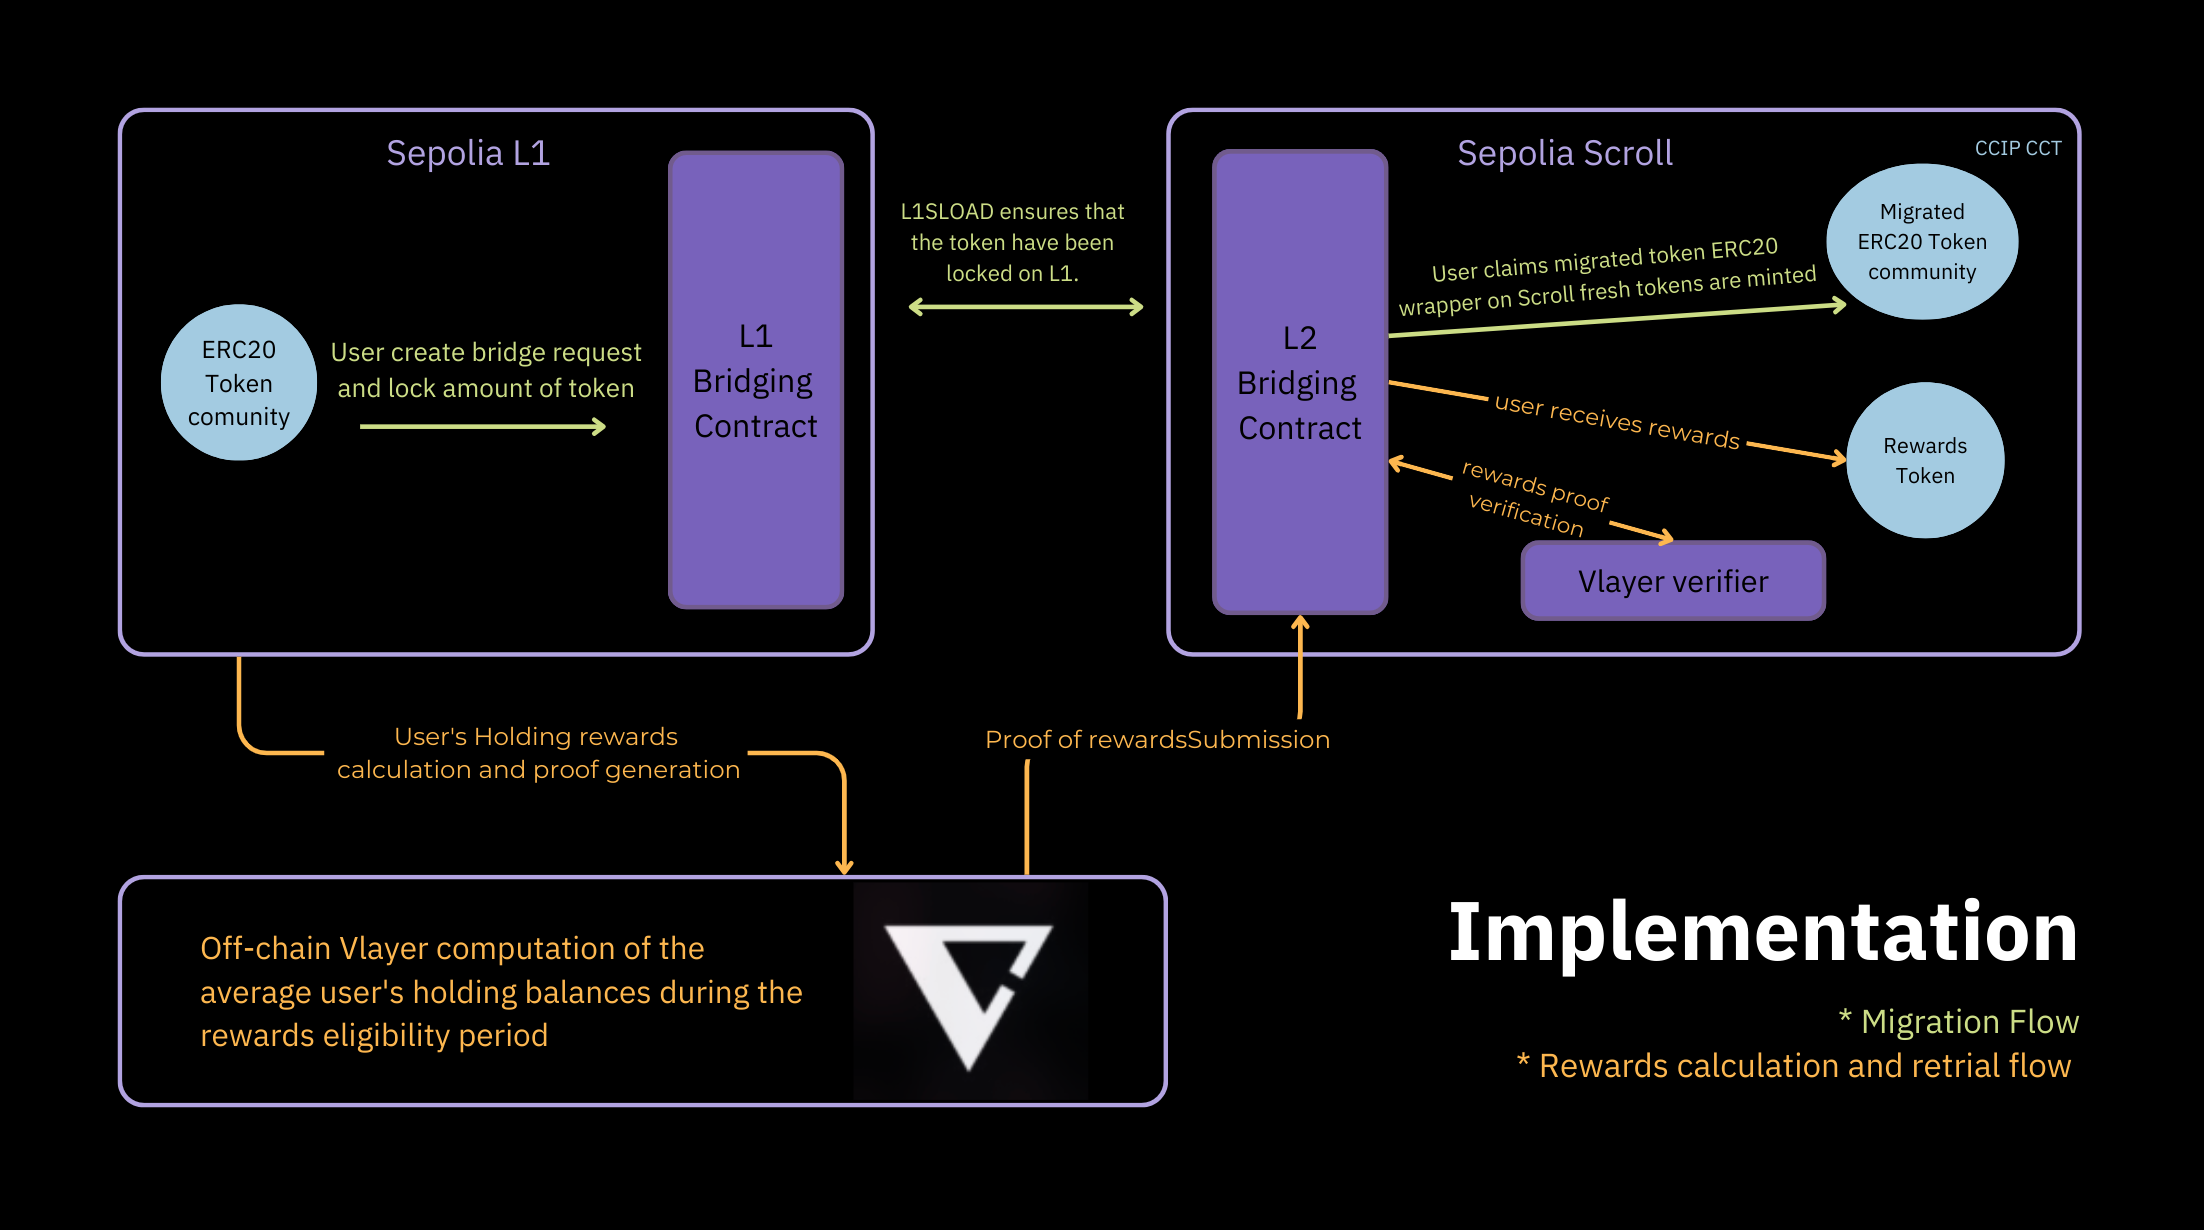 Sepolia L1
ERC20
Token
comunity
User create bridge request
and lock amount of token
L1
Bridging
Contract
L1SLOAD ensures that
the token have been
locked on L1.
Sepolia Scroll
CCIP CCT
L2
Bridging
Contract
User claims migrated token ERC20
wrapper on Scroll fresh tokens are minted
Migrated
ERC20 Token
community
user receives rewards
Rewards
Token
rewards proof
verification
Vlayer verifier
User's Holding rewards
calculation and proof generation
Proof of rewardsSubmission
Off-chain Vlayer computation of the
average user's holding balances during the
rewards eligibility period
Implementation
* Migration Flow
* Rewards calculation and retrial flow